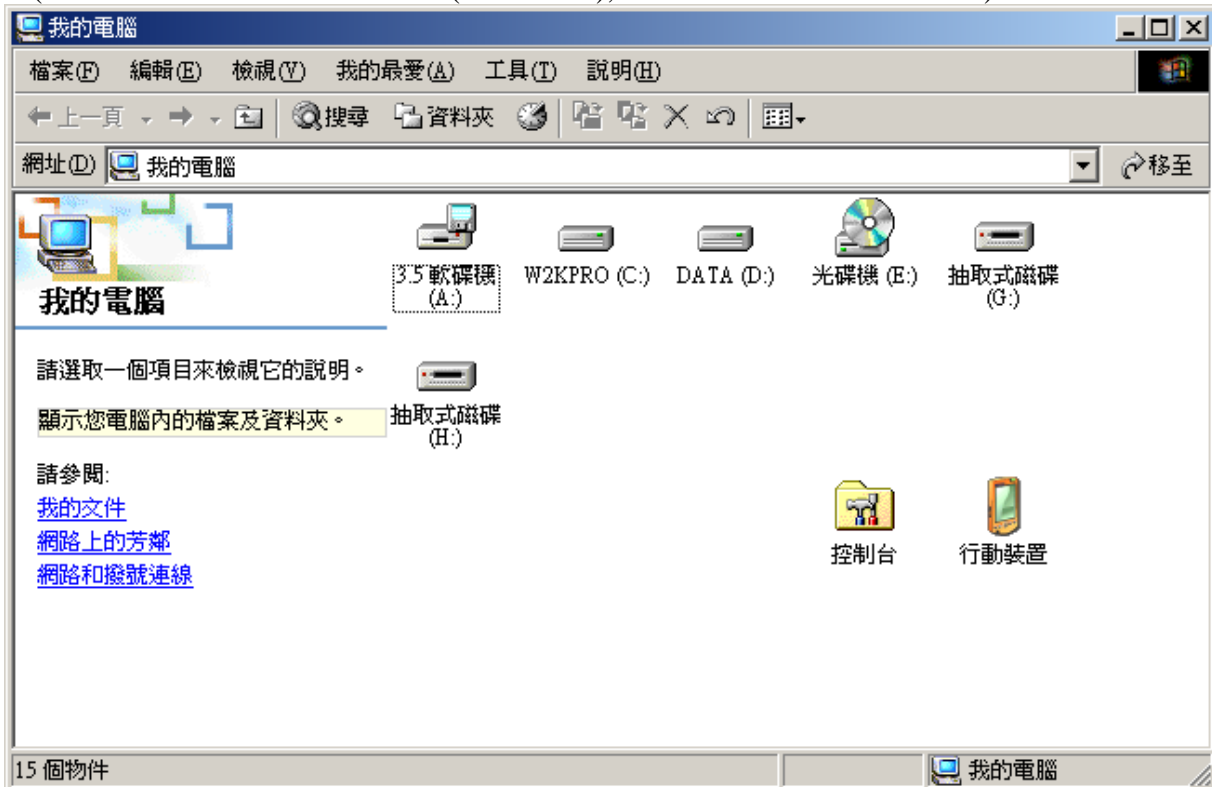 我的電腦
檔案(F) 編輯(E) 檢視(V) 我的最愛(A) 工具(T) 説明(H)
上一頁 搜尋 資料夾
網址(D) 我的電腦 移至
3.5 軟碟機 (A:)
W2KPRO (C:)
DATA (D:)
光碟機 (E:)
抽取式磁碟 (G:)
我的電腦
請選取一個項目來檢視它的説明。
顯示您電腦內的檔案及資料夾。
抽取式磁碟 (H:)
請參閱:
我的文件
網路上的芳鄰
網路和撥號連線
控制台
行動裝置
15 個物件 我的電腦